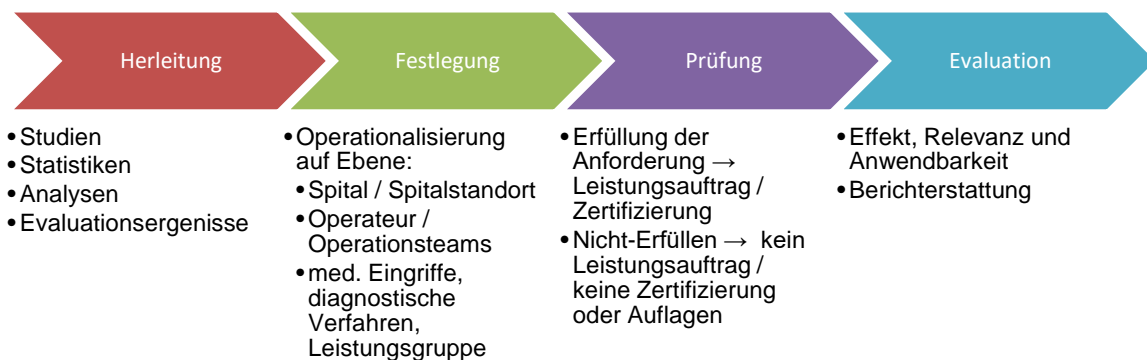 Herleitung
Festlegung
Prüfung
Evaluation
•Studien
•Statistiken
•Analysen
•Evaluationsergenisse
•Operationalisierung
auf Ebene:
•Spital / Spitalstandort
•Operateur /
Operationsteams
•med. Eingriffe,
diagnostische
Verfahren,
Leistungsgruppe
•Erfüllung der
Anforderung →
Leistungsauftrag /
Zertifizierung
•Nicht-Erfüllen → kein
Leistungsauftrag /
keine Zertifizierung
oder Auflagen
•Effekt, Relevanz und
Anwendbarkeit
•Berichterstattung